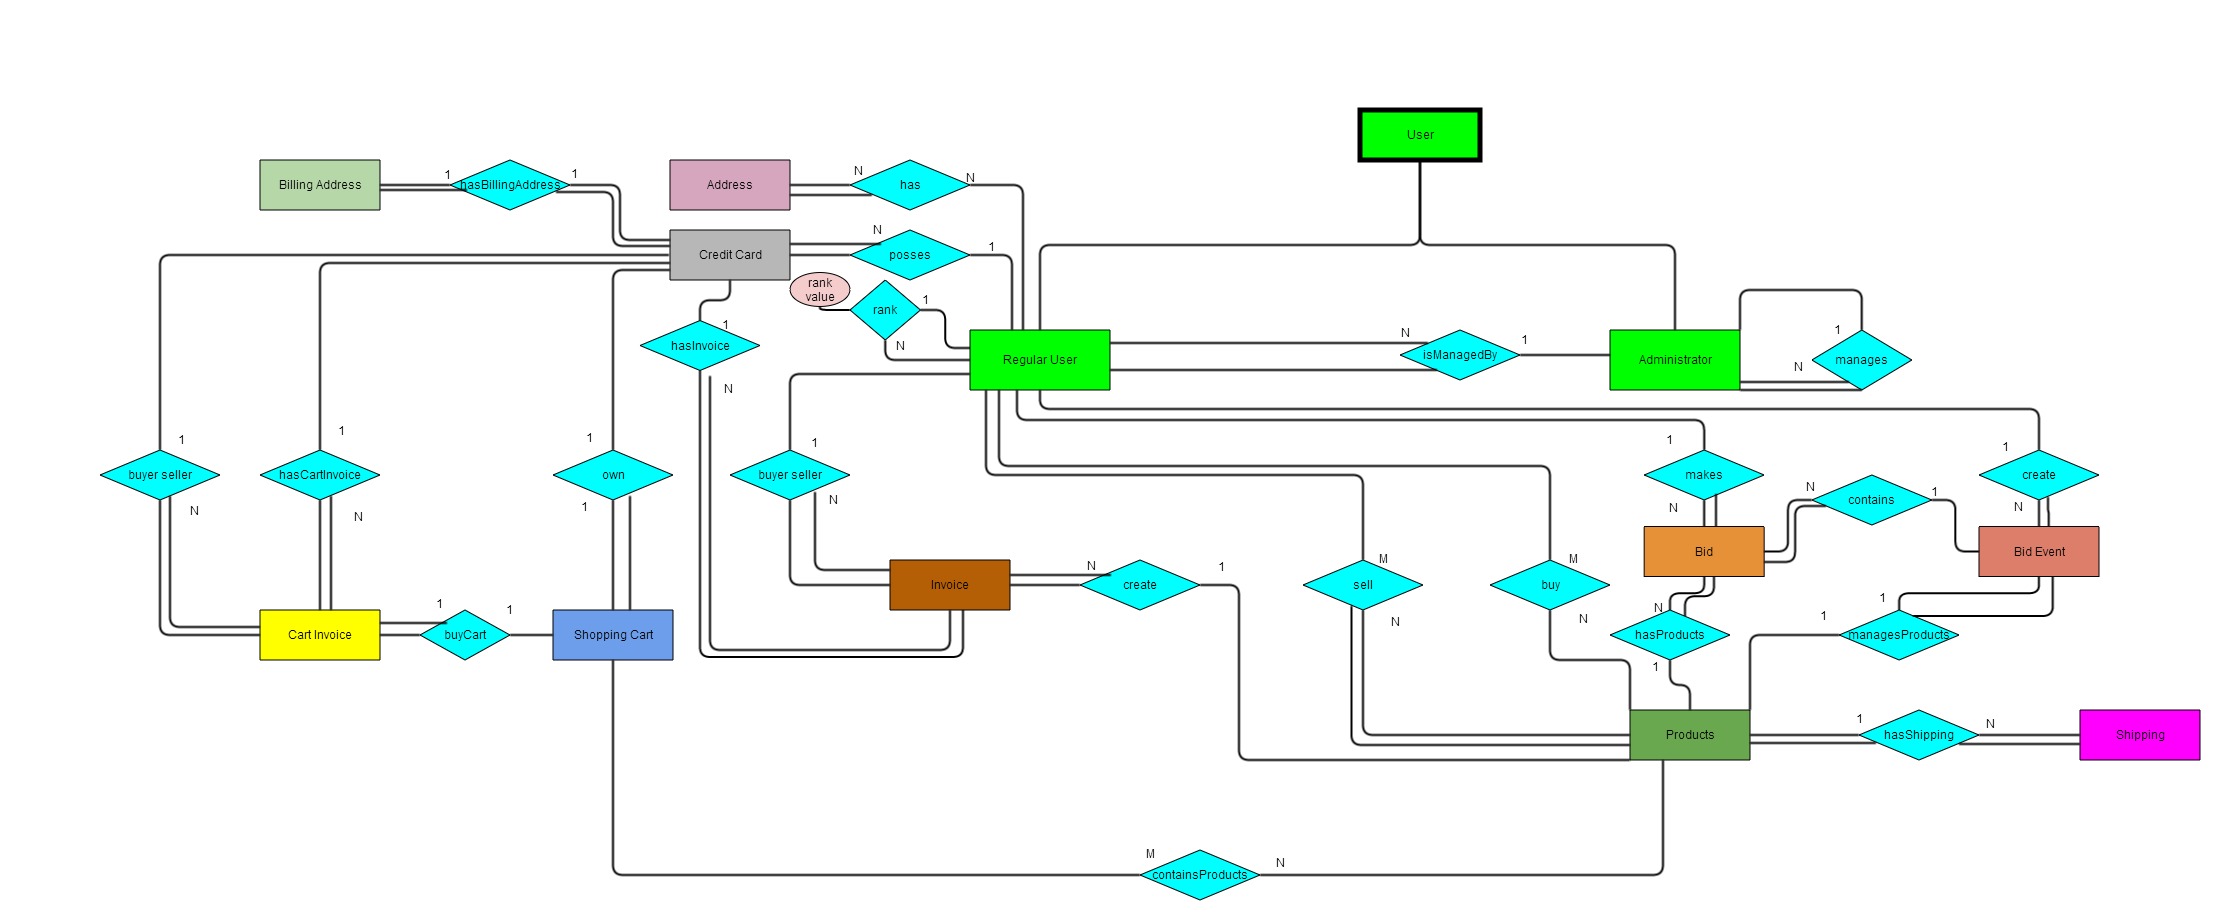 User
Billing Address
1
hasBillingAddress
1
Address
N
has
N
Credit Card
N
posses
1
rank
value
rank
1
N
Regular User
N
isManagedBy
1
Administrator
1
manages
N
hasInvoice
1
N
1
buyer seller
N
1
hasCartInvoice
N
1
own
1
1
buyer seller
N
1
makes
N
N
contains
1
1
create
N
Bid
Bid Event
Invoice
N
create
1
M
sell
N
M
buy
N
N
hasProducts
1
1
1
managesProducts
Cart Invoice
1
buyCart
1
Shopping Cart
Products
1
hasShipping
N
Shipping
M
containsProducts
N